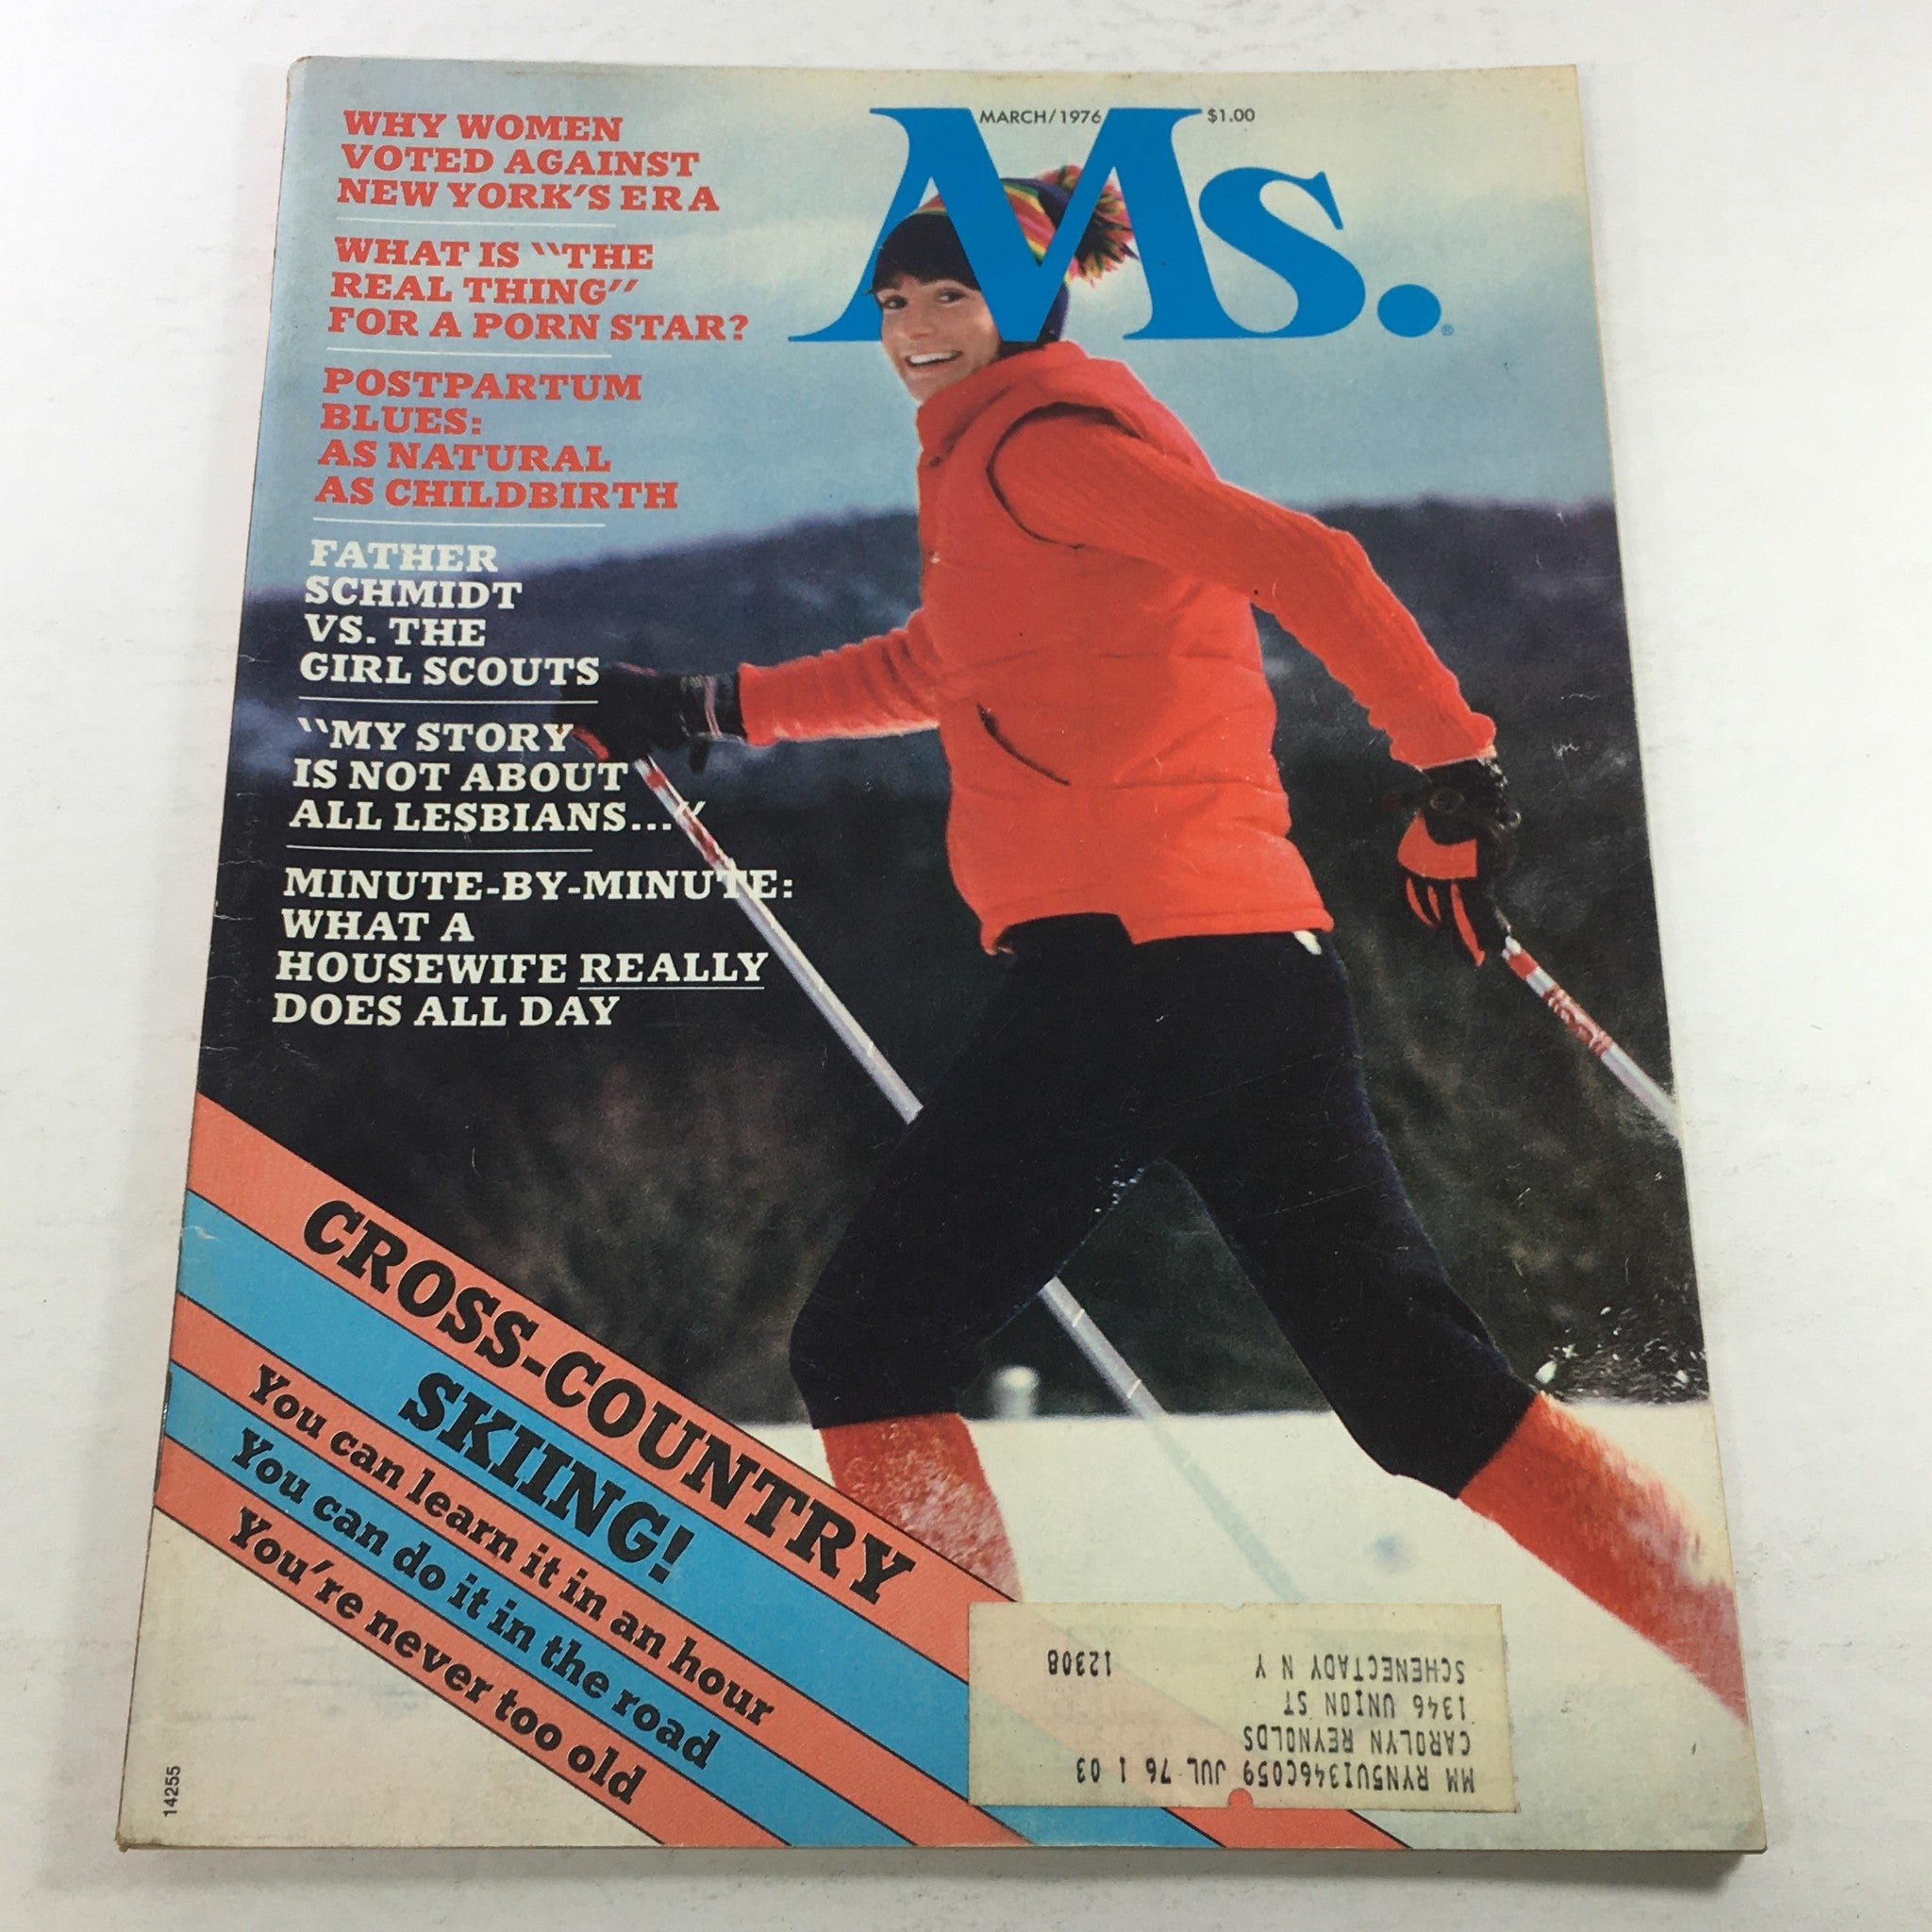 MARCH/1976
$1.00
Ms.®
WHY WOMEN
VOTED AGAINST
NEW YORK'S ERA
WHAT IS "THE
REAL THING"
FOR A PORN STAR?
POSTPARTUM
BLUES:
AS NATURAL
AS CHILDBIRTH
FATHER
SCHMIDT
VS. THE
GIRL SCOUTS
"MY STORY
IS NOT ABOUT
ALL LESBIANS..."
MINUTE-BY-MINUTE:
WHAT A
HOUSEWIFE REALLY
DOES ALL DAY
CROSS-COUNTRY
SKIING!
You can learn it in an hour
You can do it in the road
You're never too old
MM RYN5U1346C059 JUL 76 1 03
CAROLYN REYNOLDS
1346 UNION ST
SCHENECTADY N Y 12308
14255